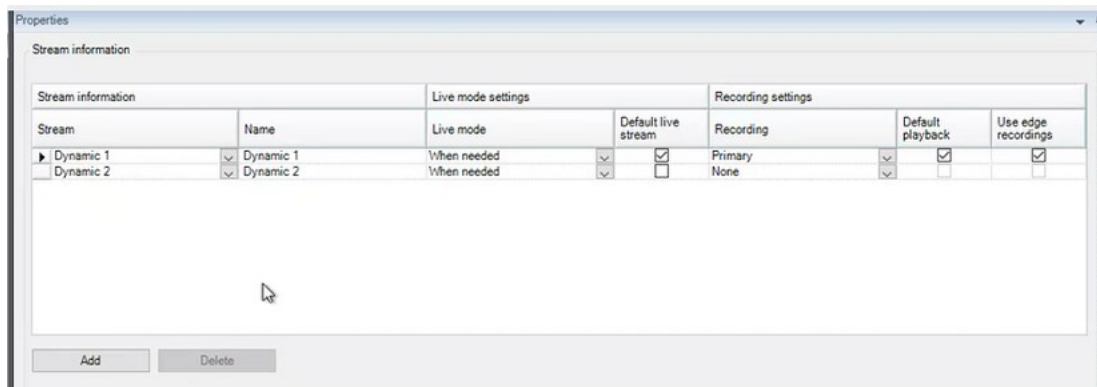 Properties
Stream information
Stream information Live mode settings Recording settings
Stream Name Live mode Default live stream Recording Default playback Use edge recordings
Dynamic 1 Dynamic 1 When needed Primary
Dynamic 2 Dynamic 2 When needed None
Add Delete